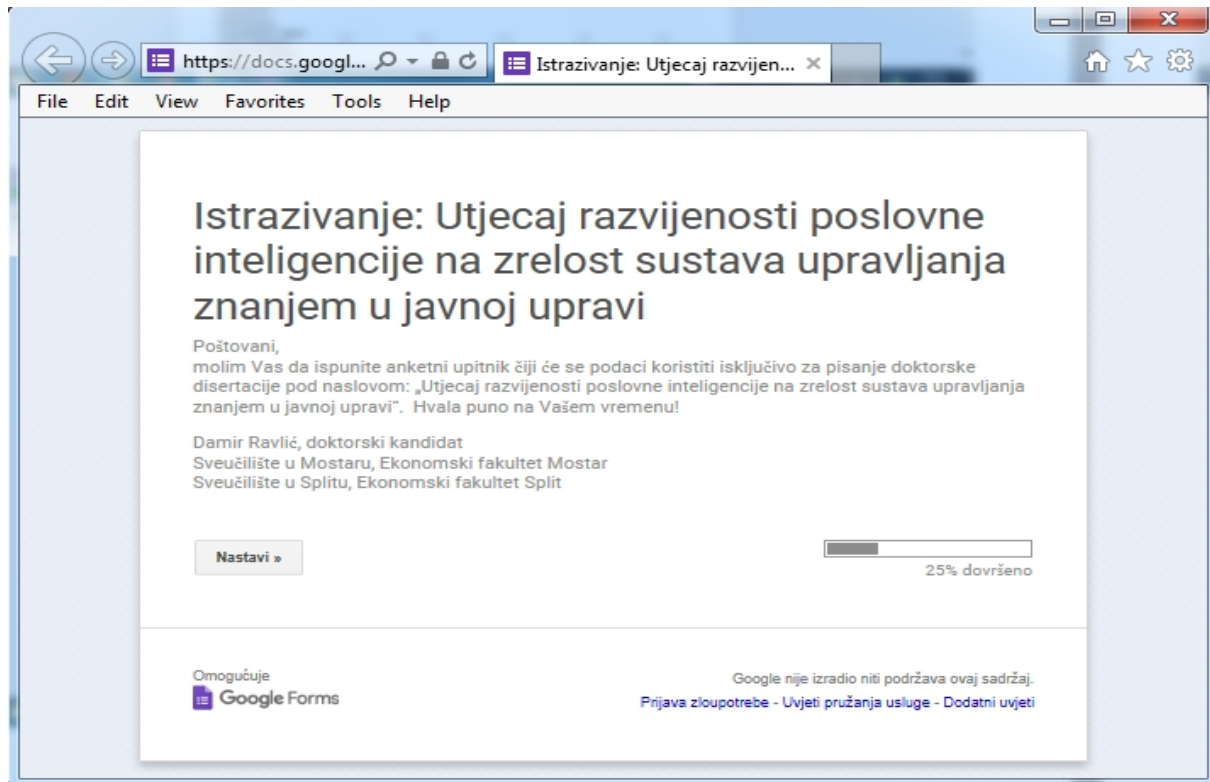 https://docs.googl...
Istrazivanje: Utjecaj razvijen...
File Edit View Favorites Tools Help
Istrazivanje: Utjecaj razvijenosti poslovne
inteligencije na zrelost sustava upravljanja
znanjem u javnoj upravi
Poštovani,
molim Vas da ispunite anketni upitnik čiji će se podaci koristiti isključivo za pisanje doktorske
disertacije pod naslovom: „Utjecaj razvijenosti poslovne inteligencije na zrelost sustava upravljanja
znanjem u javnoj upravi“. Hvala puno na Vašem vremenu!
Damir Ravlić, doktorski kandidat
Sveučilište u Mostaru, Ekonomski fakultet Mostar
Sveučilište u Splitu, Ekonomski fakultet Split
Nastavi »
25% dovršeno
Omogućuje
Google Forms
Google nije izradio niti podržava ovaj sadržaj.
Prijava zloupotrebe - Uvjeti pružanja usluge - Dodatni uvjeti